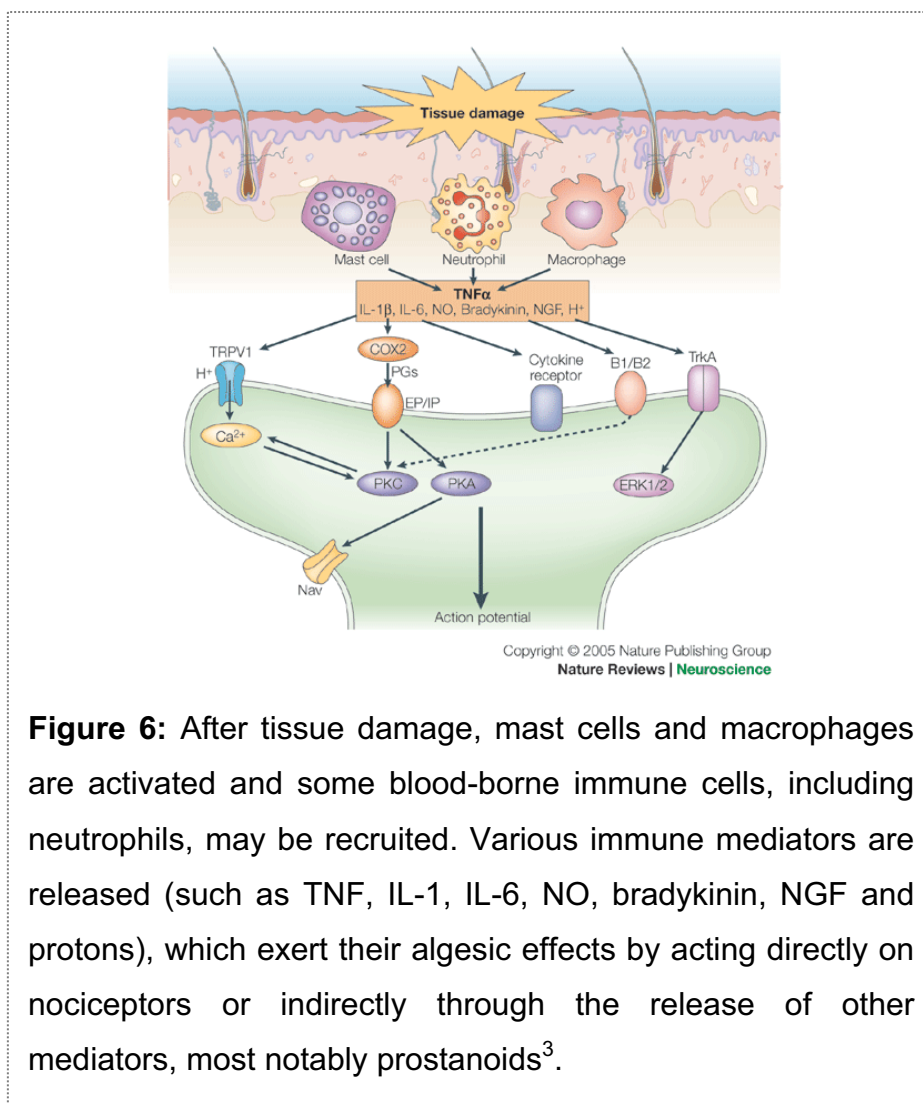 Tissue damage
Mast cell
Neutrophil
Macrophage
TNFα
IL-1β, IL-6, NO, Bradykinin, NGF, H+
TRPV1
H+
COX2
PGs
EP/IP
Cytokine
receptor
B1/B2
TrkA
Ca2+
PKC
PKA
ERK1/2
Nav
Action potential
Copyright © 2005 Nature Publishing Group
Nature Reviews | Neuroscience
Figure 6: After tissue damage, mast cells and macrophages
are activated and some blood-borne immune cells, including
neutrophils, may be recruited. Various immune mediators are
released (such as TNF, IL-1, IL-6, NO, bradykinin, NGF and
protons), which exert their algesic effects by acting directly on
nociceptors or indirectly through the release of other
mediators, most notably prostanoids3.